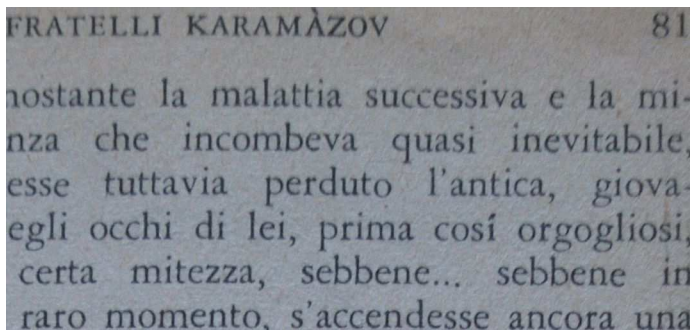 FRATELLI KARAMÀZOV 81
nostante la malattia successiva e la mi-
nza che incombeva quasi inevitabile,
esse tuttavia perduto l'antica, giova-
egli occhi di lei, prima cosí orgogliosi,
certa mitezza, sebbene... sebbene in
raro momento, s'accendesse ancora una